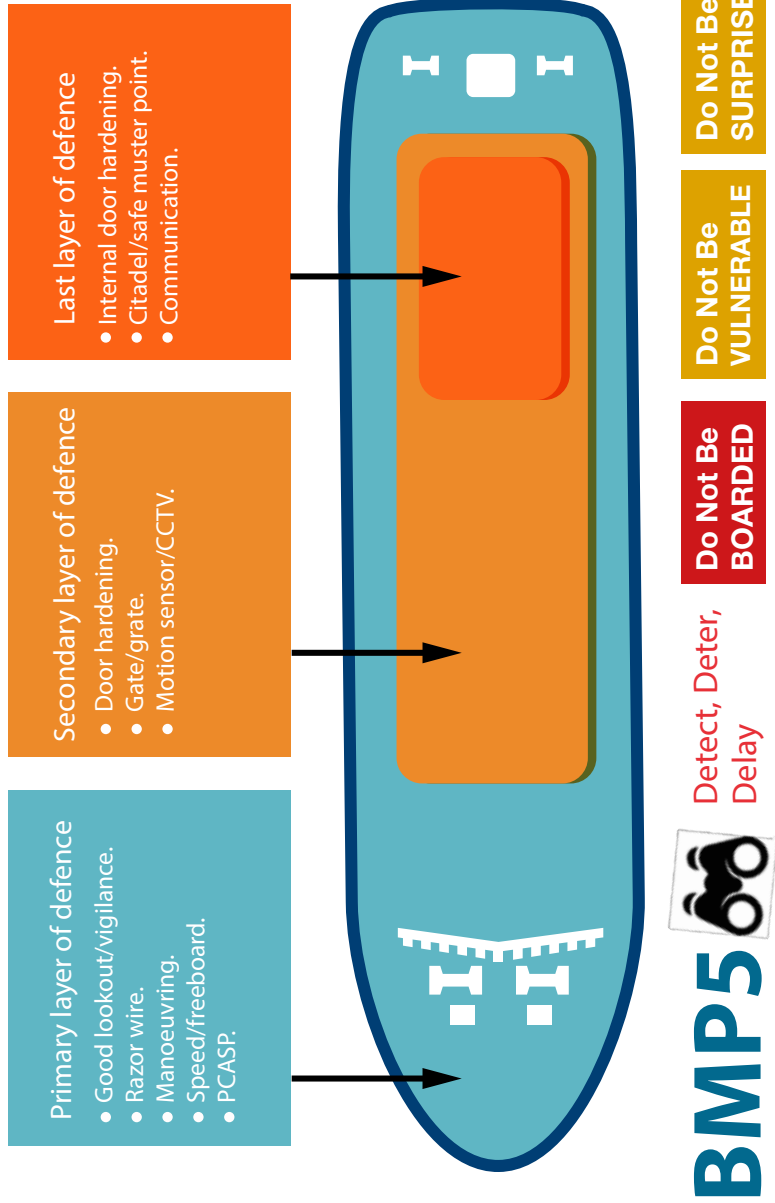 Primary layer of defence
• Good lookout/vigilance.
• Razor wire.
• Manoeuvring.
• Speed/freeboard.
• PCASP.
Secondary layer of defence
• Door hardening.
• Gate/grate.
• Motion sensor/CCTV.
Last layer of defence
• Internal door hardening.
• Citadel/safe muster point.
• Communication.
BMP5
Detect, Deter,
Delay
Do Not Be
BOARDED
Do Not Be
VULNERABLE
Do Not Be